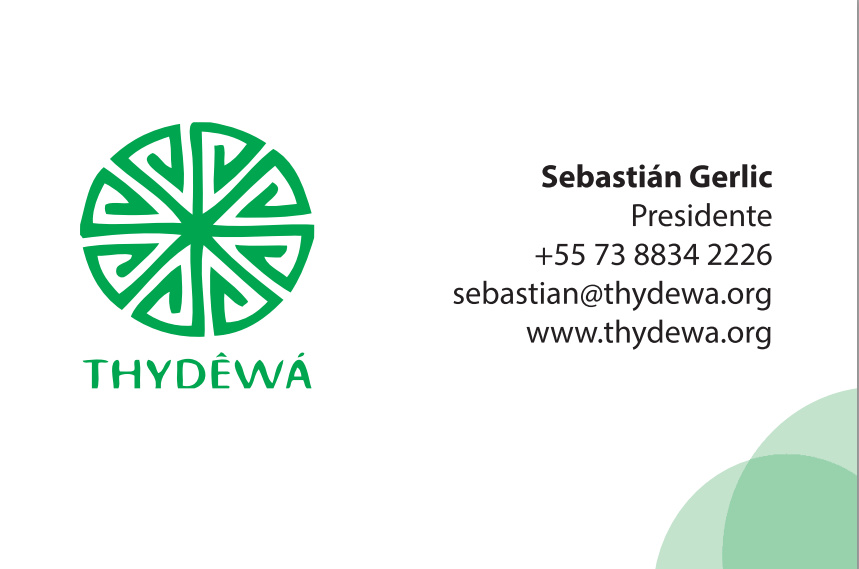 THYDÊWÁ
Sebastián Gerlic
Presidente
+55 73 8834 2226
sebastian@thydewa.org
www.thydewa.org